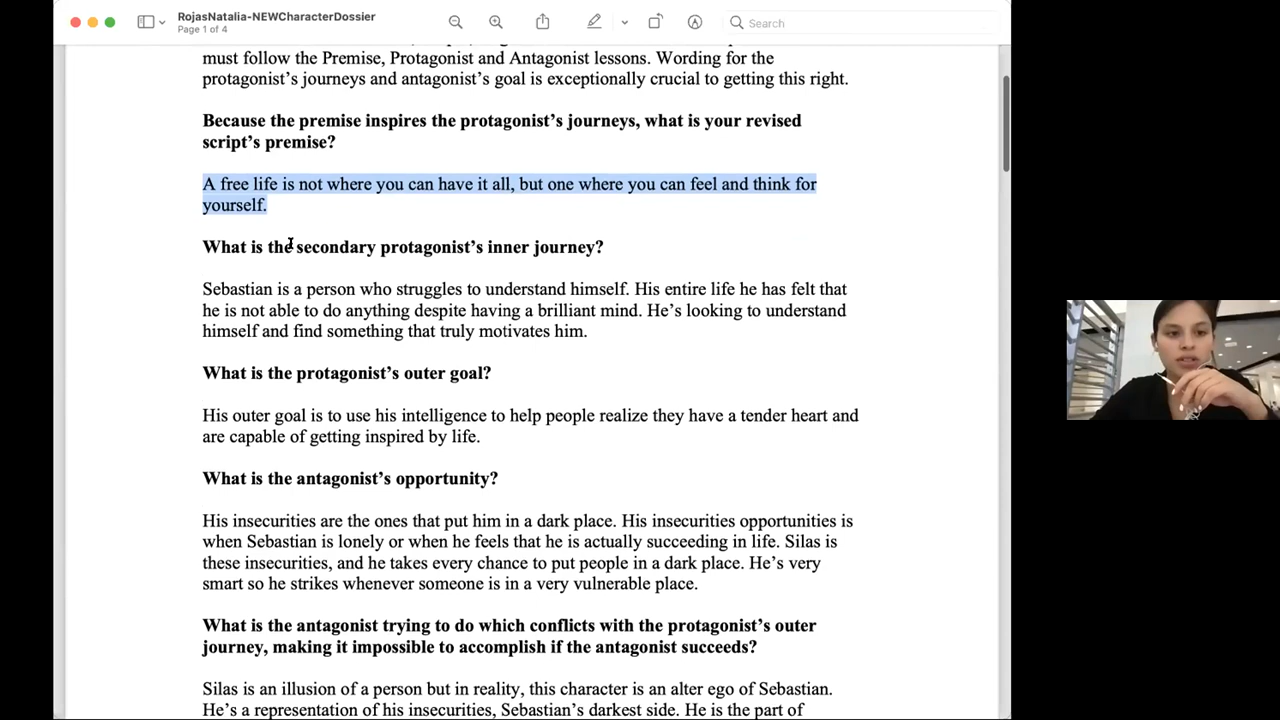 RojasNatalia-NEWCharacterDossier
Page 1 of 4
Search
must follow the Premise, Protagonist and Antagonist lessons. Wording for the
protagonist's journeys and antagonist's goal is exceptionally crucial to getting this right.
Because the premise inspires the protagonist's journeys, what is your revised
script's premise?
A free life is not where you can have it all, but one where you can feel and think for
yourself.
What is the secondary protagonist's inner journey?
Sebastian is a person who struggles to understand himself. His entire life he has felt that
he is not able to do anything despite having a brilliant mind. He's looking to understand
himself and find something that truly motivates him.
What is the protagonist's outer goal?
His outer goal is to use his intelligence to help people realize they have a tender heart and
are capable of getting inspired by life.
What is the antagonist's opportunity?
His insecurities are the ones that put him in a dark place. His insecurities opportunities is
when Sebastian is lonely or when he feels that he is actually succeeding in life. Silas is
these insecurities, and he takes every chance to put people in a dark place. He's very
smart so he strikes whenever someone is in a very vulnerable place.
What is the antagonist trying to do which conflicts with the protagonist's outer
journey, making it impossible to accomplish if the antagonist succeeds?
Silas is an illusion of a person but in reality, this character is an alter ego of Sebastian.
He's a representation of his insecurities, Sebastian's darkest side. He is the part of